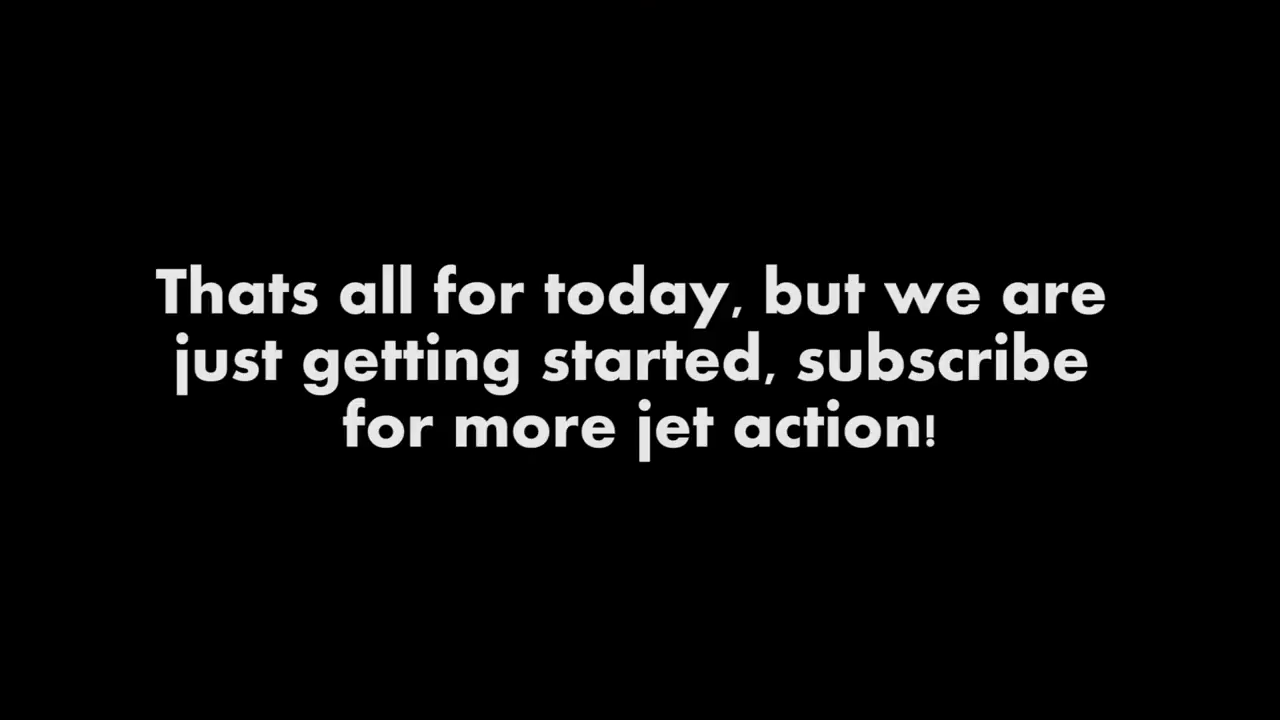 Thats all for today, but we are
just getting started, subscribe
for more jet action!